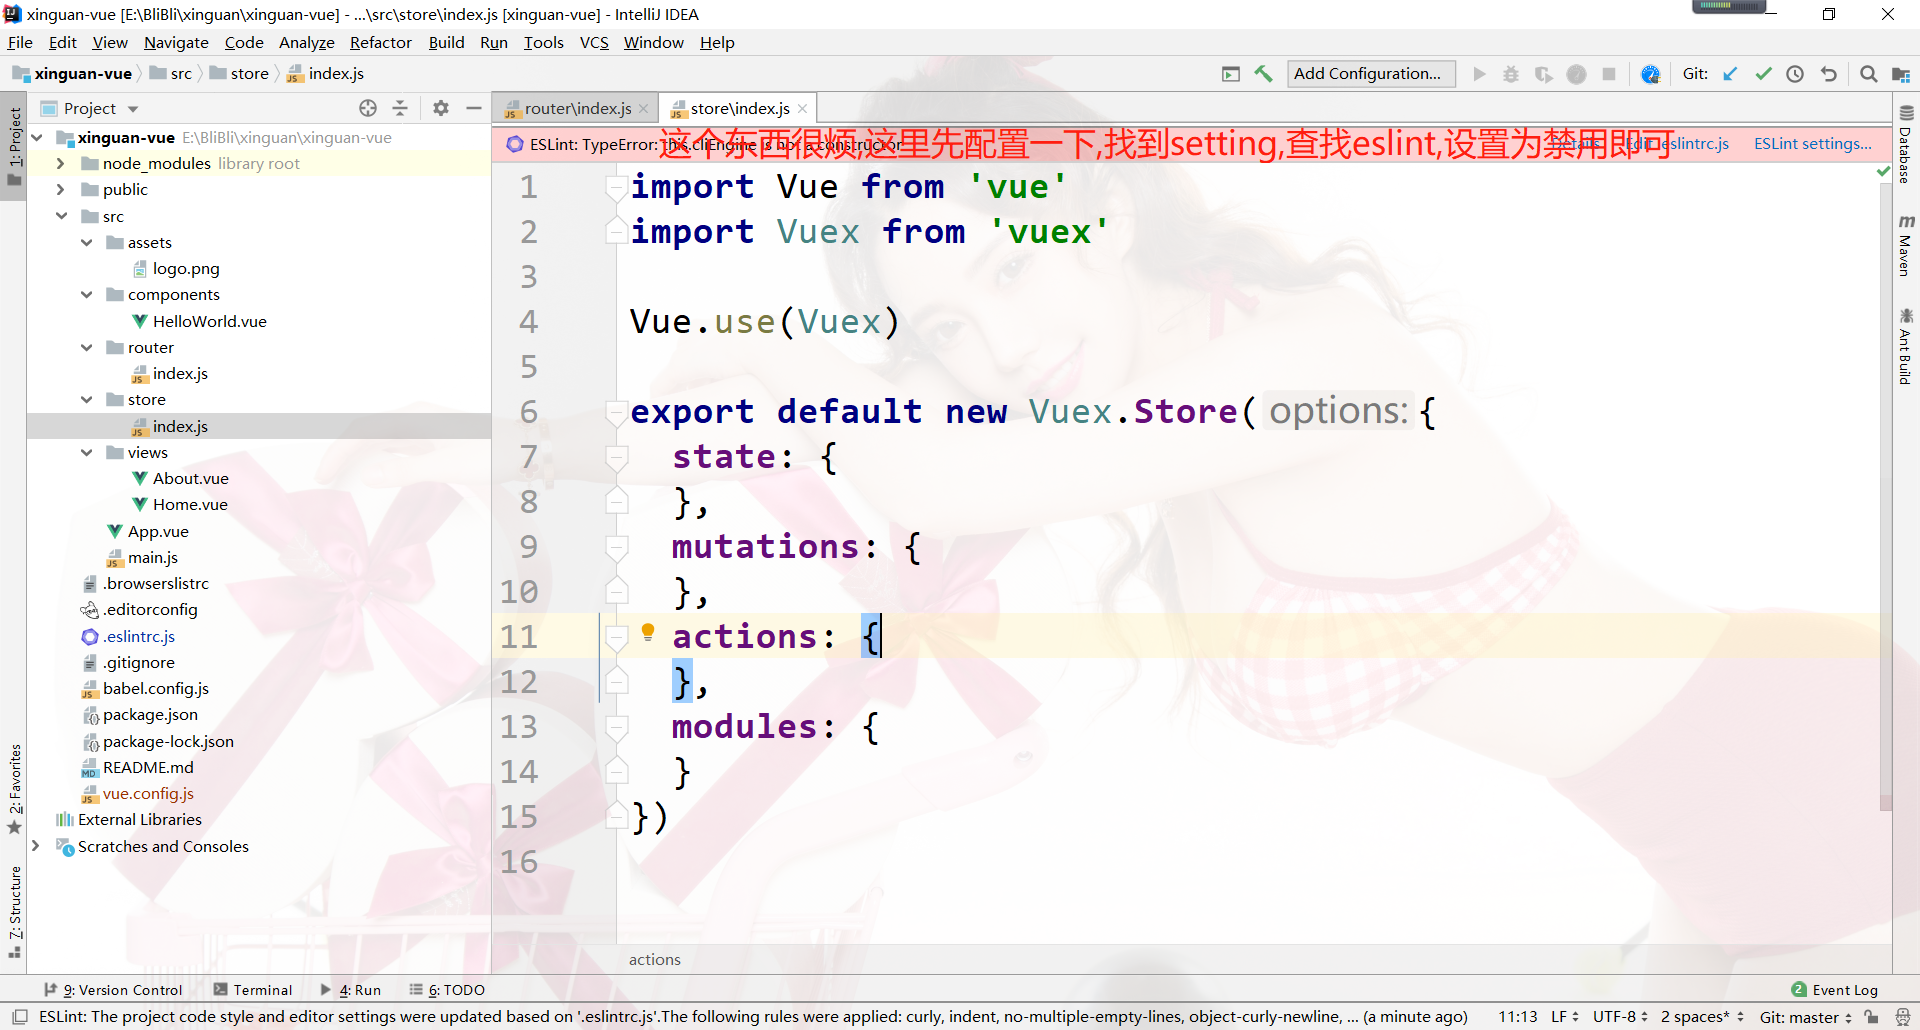 xinguan-vue [E:\BliBli\xinguan\xinguan-vue] - ...\src\store\index.js [xinguan-vue] - IntelliJ IDEA
File Edit View Navigate Code Analyze Refactor Build Run Tools VCS Window Help
xinguan-vue src store index.js Add Configuration... Git:
Project router\index.js store\index.js
1: Project
xinguan-vue E:\BliBli\xinguan\xinguan-vue
node_modules library root
public
src
assets
logo.png
components
HelloWorld.vue
router
index.js
store
index.js
views
About.vue
Home.vue
App.vue
main.js
.browserslistrc
.editorconfig
.eslintrc.js
.gitignore
babel.config.js
package.json
package-lock.json
README.md
vue.config.js
External Libraries
Scratches and Consoles
2: Favorites
7: Structure
ESLint: TypeError: this.cliEngine is not a constructor Details Edit .eslintrc.js ESLint settings...
这个东西很烦,这里先配置一下,找到setting,查找eslint,设置为禁用即可
1 import Vue from 'vue'
2 import Vuex from 'vuex'
3
4 Vue.use(Vuex)
5
6 export default new Vuex.Store( options: {
7 state: {
8 },
9 mutations: {
10 },
11 actions: {
12 },
13 modules: {
14 }
15 })
16
actions
Database
Maven
Ant Build
9: Version Control Terminal 4: Run 6: TODO 2 Event Log
ESLint: The project code style and editor settings were updated based on '.eslintrc.js'.The following rules were applied: curly, indent, no-multiple-empty-lines, object-curly-newline, ... (a minute ago) 11:13 LF UTF-8 2 spaces* Git: master